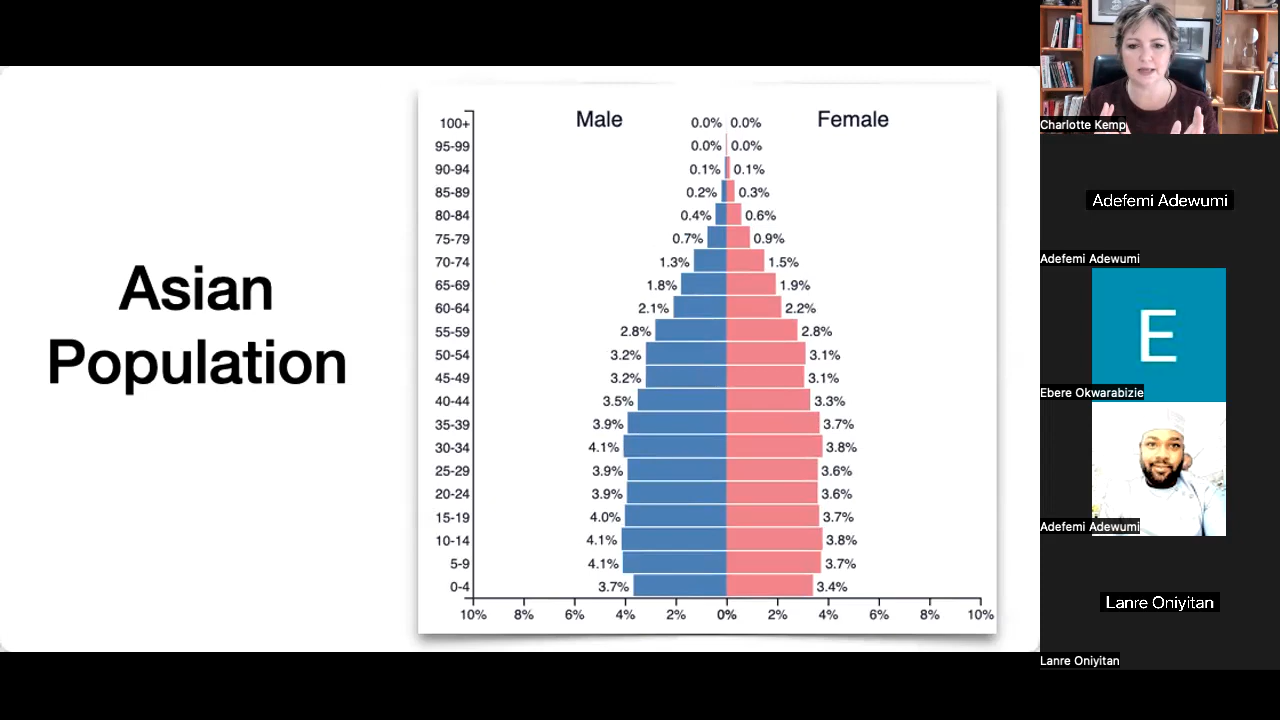 Asian
Population
Male
Female
100+ 0.0% 0.0%
95-99 0.0% 0.0%
90-94 0.1% 0.1%
85-89 0.2% 0.3%
80-84 0.4% 0.6%
75-79 0.7% 0.9%
70-74 1.3% 1.5%
65-69 1.8% 1.9%
60-64 2.1% 2.2%
55-59 2.8% 2.8%
50-54 3.2% 3.1%
45-49 3.2% 3.1%
40-44 3.5% 3.3%
35-39 3.9% 3.7%
30-34 4.1% 3.8%
25-29 3.9% 3.6%
20-24 3.9% 3.6%
15-19 4.0% 3.7%
10-14 4.1% 3.8%
5-9 4.1% 3.7%
0-4 3.7% 3.4%
10% 8% 6% 4% 2% 0% 2% 4% 6% 8% 10%
Charlotte Kemp
Adefemi Adewumi
Adefemi Adewumi
E
Ebere Okwarabizie
Adefemi Adewumi
Lanre Oniyitan
Lanre Oniyitan